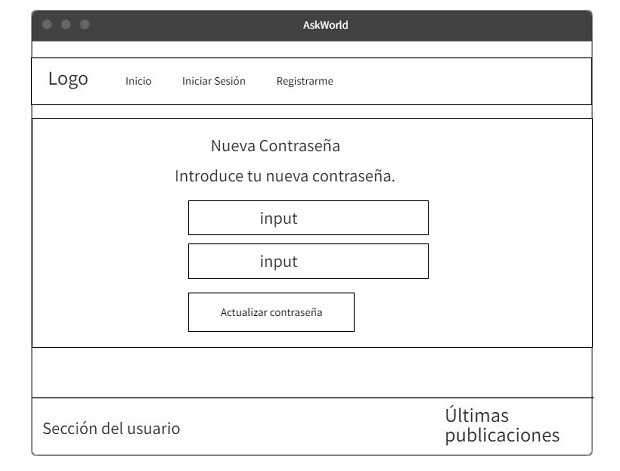 AskWorld
Logo
Inicio
Iniciar Sesión
Registrarme
Nueva Contraseña
Introduce tu nueva contraseña.
input
input
Actualizar contraseña
Sección del usuario
Últimas
publicaciones